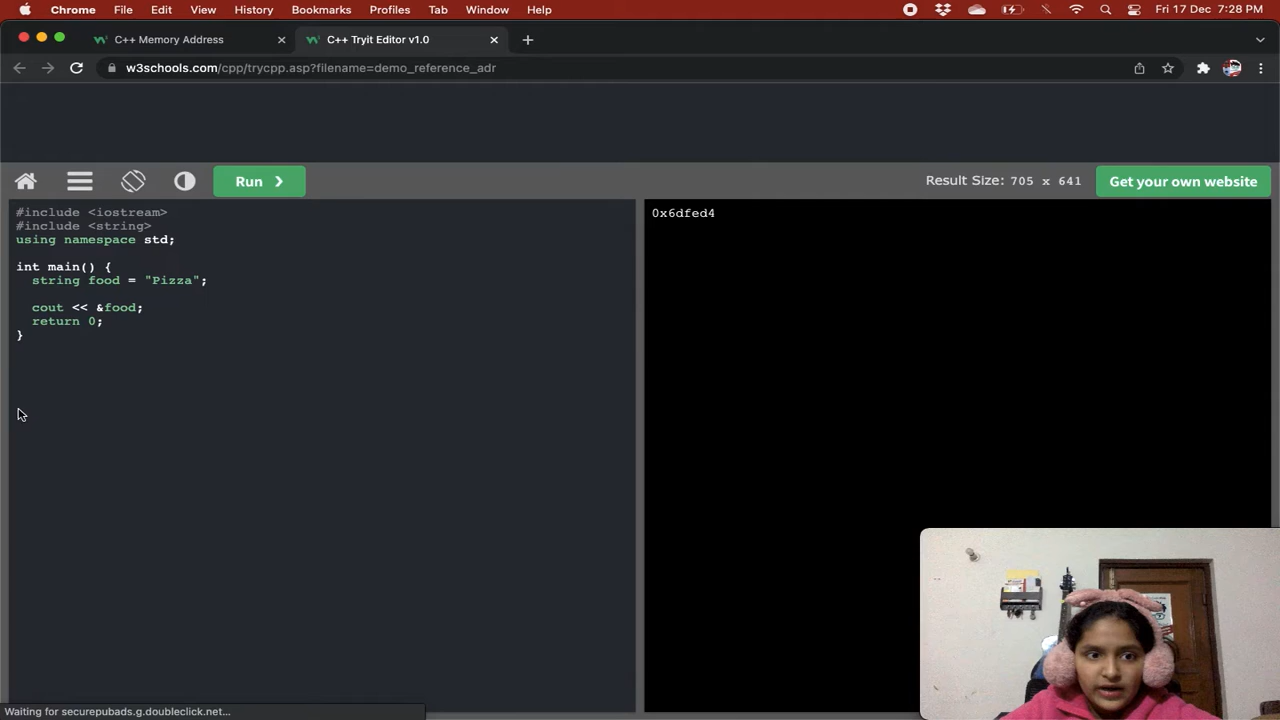 Chrome File Edit View History Bookmarks Profiles Tab Window Help Fri 17 Dec 7:28 PM
C++ Memory Address C++ Tryit Editor v1.0
w3schools.com/cpp/trycpp.asp?filename=demo_reference_adr
Run ❯ Result Size: 705 x 641 Get your own website
#include <iostream>
#include <string>
using namespace std;
int main() {
string food = "Pizza";
cout << &food;
return 0;
}
0x6dfed4
Waiting for securepubads.g.doubleclick.net...